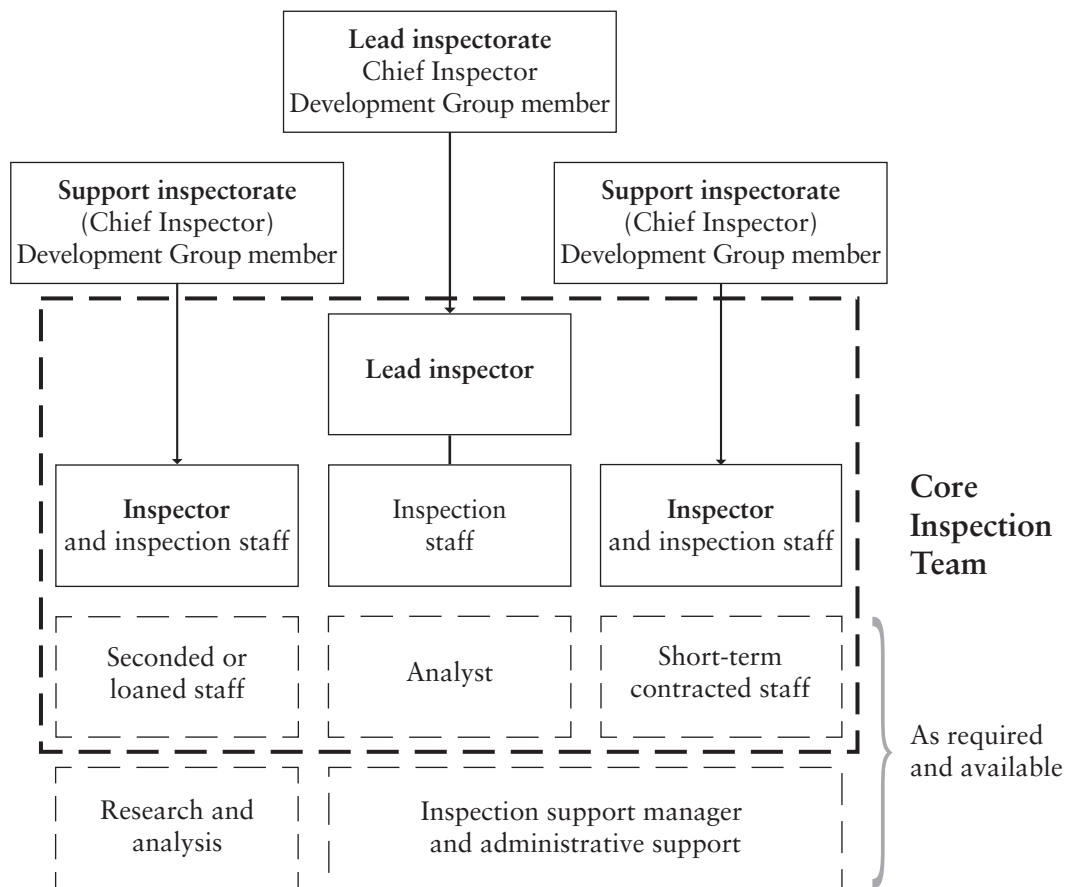 Lead inspectorate
Chief Inspector
Development Group member
Support inspectorate
(Chief Inspector)
Development Group member
Support inspectorate
(Chief Inspector)
Development Group member
Lead inspector
Inspector
and inspection staff
Inspection
staff
Inspector
and inspection staff
Core
Inspection
Team
Seconded or
loaned staff
Analyst
Short-term
contracted staff
As required
and available
Research and
analysis
Inspection support manager
and administrative support